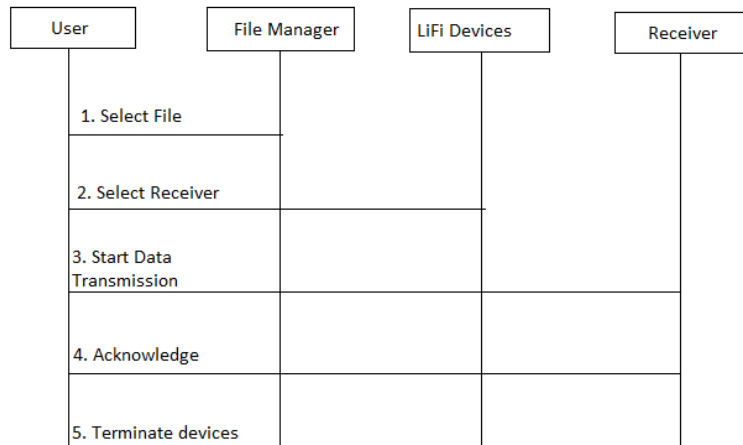 User
File Manager
LiFi Devices
Receiver
1. Select File
2. Select Receiver
3. Start Data
Transmission
4. Acknowledge
5. Terminate devices